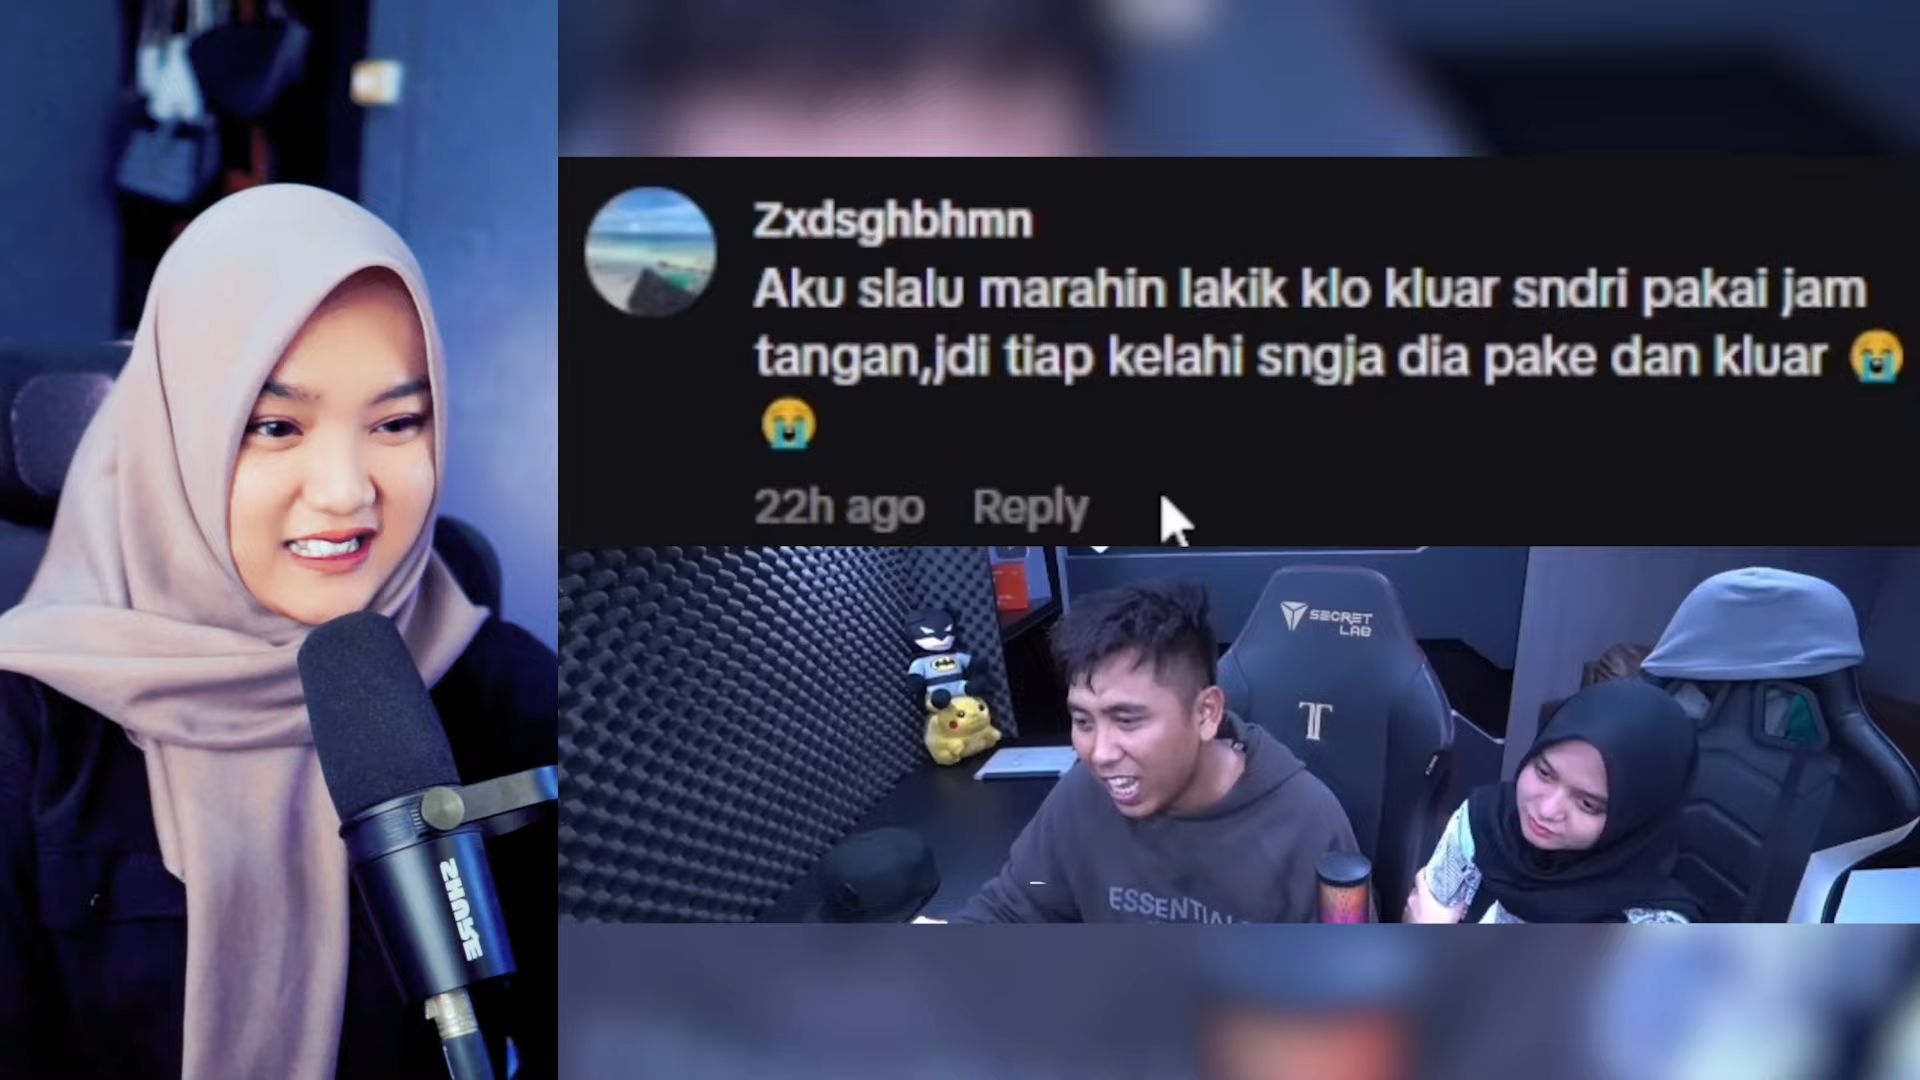 Zxdsghbhmn
Aku slalu marahin lakik klo kluar sndri pakai jam
tangan,jdi tiap kelahi sngja dia pake dan kluar 😭
😭
22h ago Reply
SECRET
LAB
ESSENTIALS
SHURE